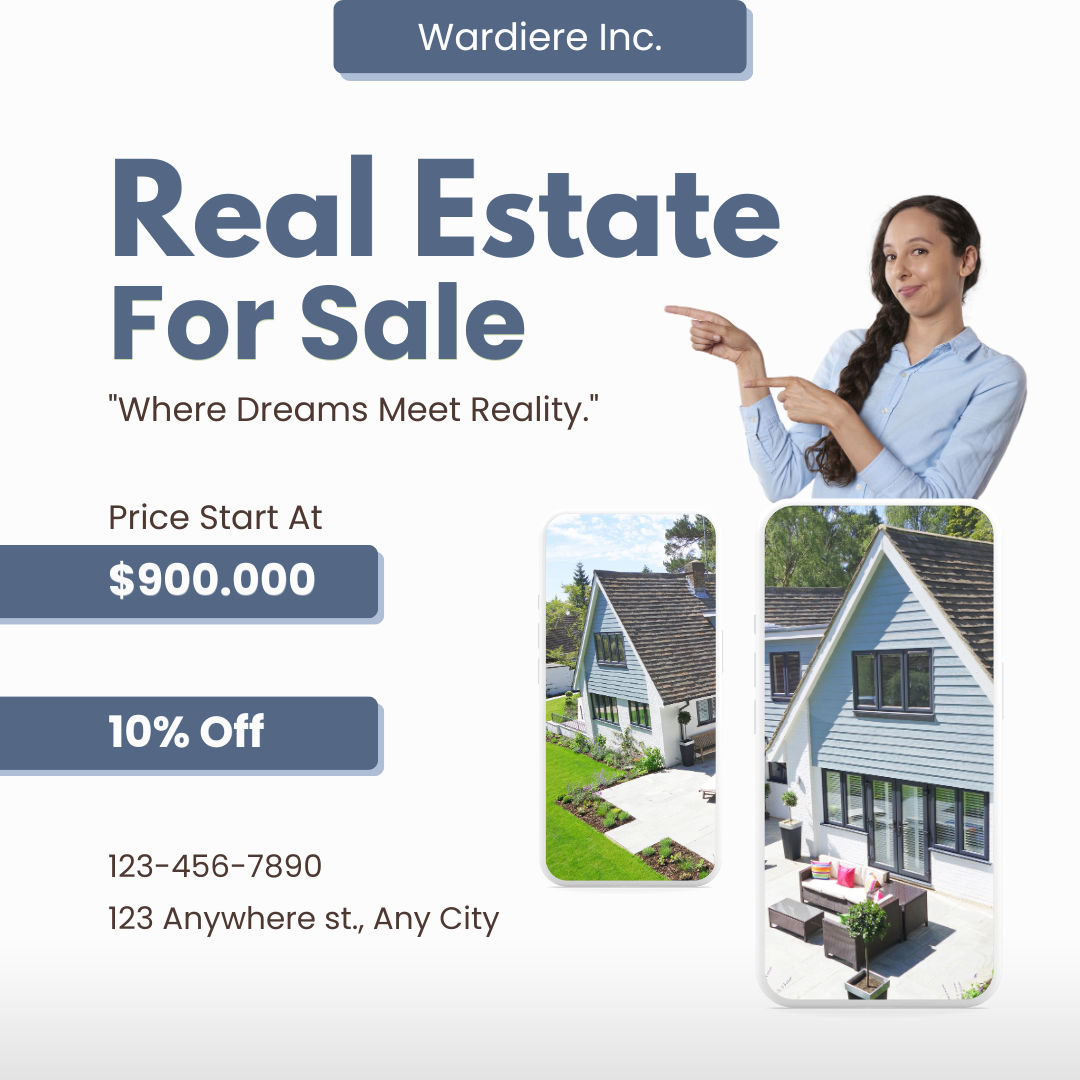 Wardiere Inc.
Real Estate
For Sale
"Where Dreams Meet Reality."
Price Start At
$900.000
10% Off
123-456-7890
123 Anywhere st., Any City